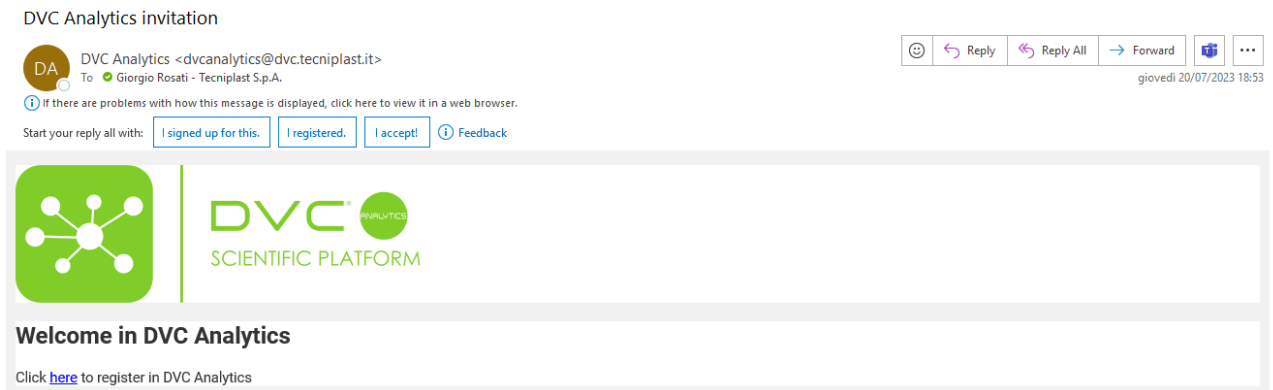 DVC Analytics invitation
DA
DVC Analytics <dvcanalytics@dvc.tecniplast.it>
To Giorgio Rosati - Tecniplast S.p.A.
Reply
Reply All
Forward
giovedì 20/07/2023 18:53
If there are problems with how this message is displayed, click here to view it in a web browser.
Start your reply all with: I signed up for this. I registered. I accept! Feedback
DVC ANALYTICS
SCIENTIFIC PLATFORM
Welcome in DVC Analytics
Click here to register in DVC Analytics